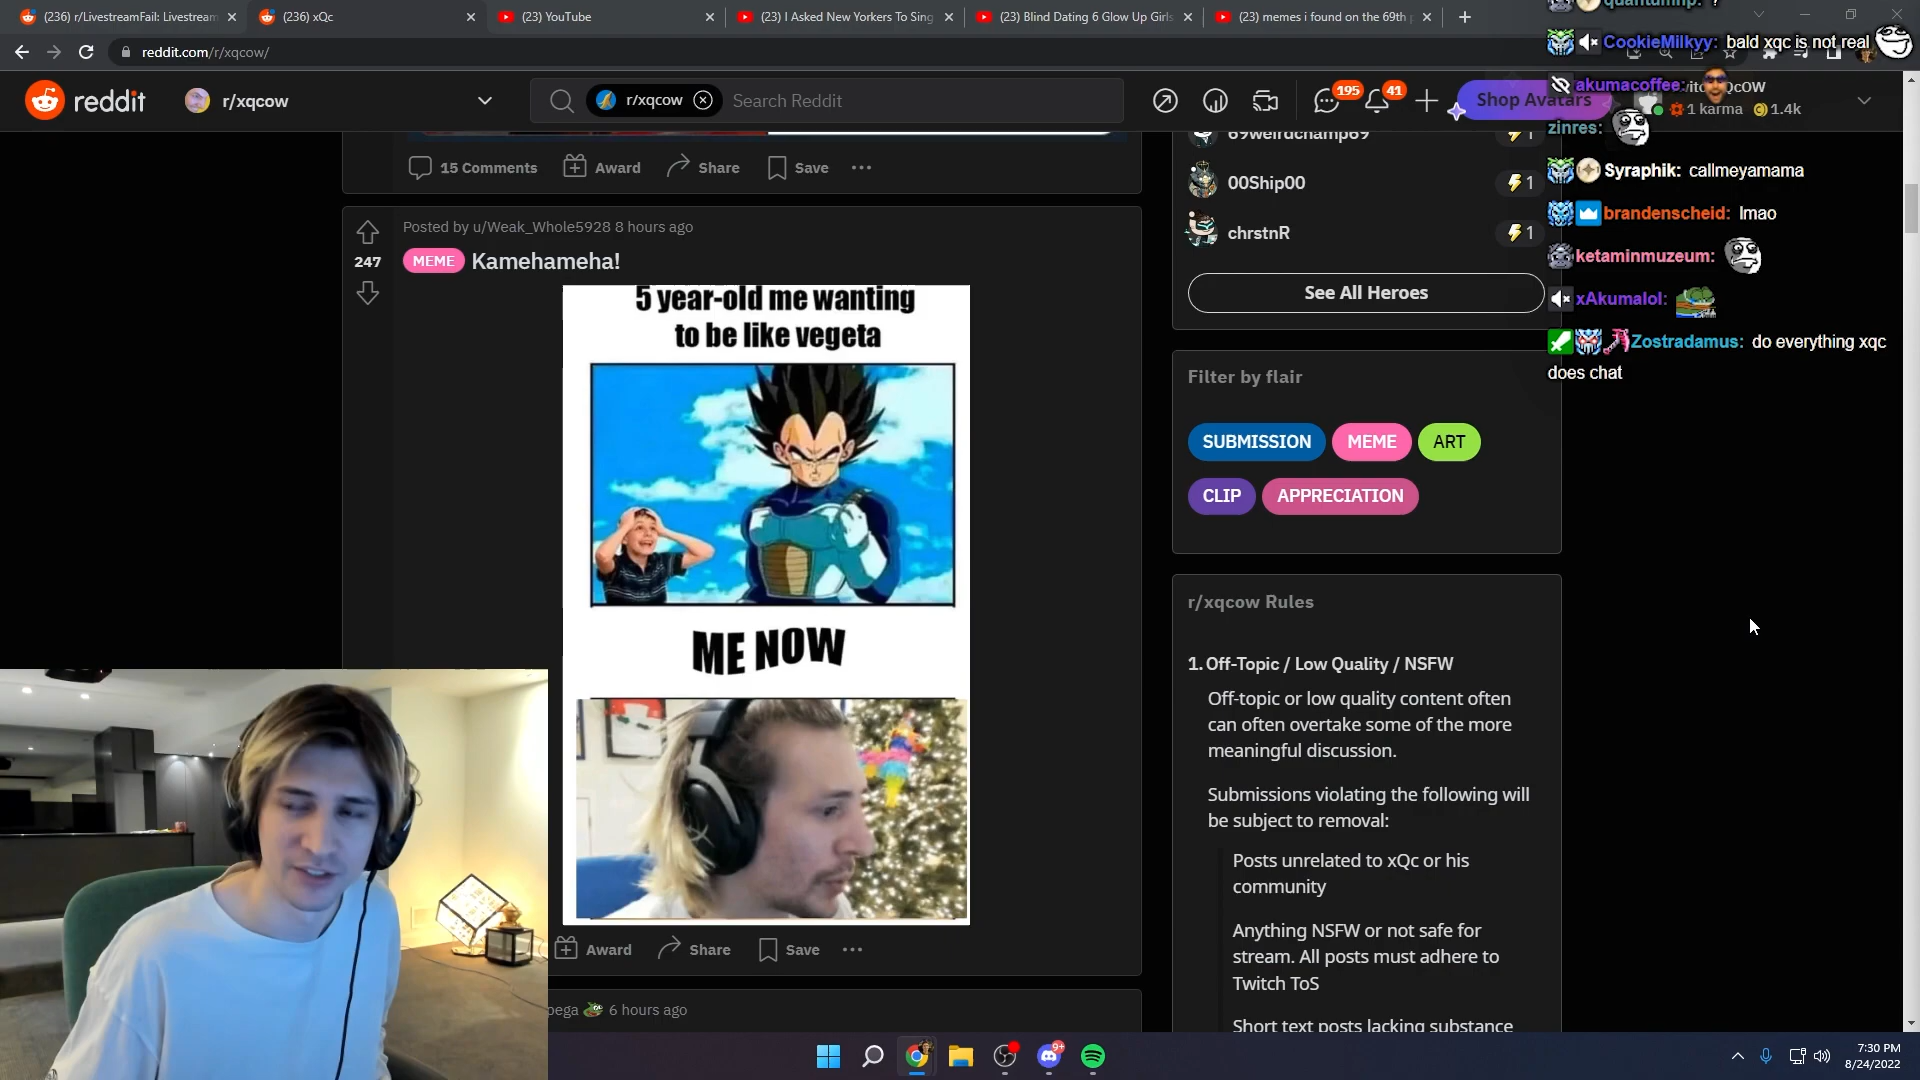 (236) r/LivestreamFail: Livestream
(236) xQc
(23) YouTube
(23) I Asked New Yorkers To Sing
(23) Blind Dating 6 Glow Up Girls
(23) memes i found on the 69th
reddit.com/r/xqcow/
reddit
r/xqcow
r/xqcow
Search Reddit
195
41
Shop Avatars
1 karma
1.4k
CookieMilkyy: bald xqc is not real
akumacoffee:
zinres:
Syraphik: callmeyamama
brandenscheid: lmao
ketaminmuzeum:
xAkumalol:
Zostradamus: do everything xqc
does chat
15 Comments
Award
Share
Save
Posted by u/Weak_Whole5928 8 hours ago
247
MEME
Kamehameha!
5 year-old me wanting
to be like vegeta
ME NOW
Award
Share
Save
6 hours ago
69weirdchamp69
1
00Ship00
1
chrstnR
1
See All Heroes
Filter by flair
SUBMISSION
MEME
ART
CLIP
APPRECIATION
r/xqcow Rules
1. Off-Topic / Low Quality / NSFW
Off-topic or low quality content often
can often overtake some of the more
meaningful discussion.
Submissions violating the following will
be subject to removal:
Posts unrelated to xQc or his
community
Anything NSFW or not safe for
stream. All posts must adhere to
Twitch ToS
Short text posts lacking substance
9+
7:30 PM
8/24/2022